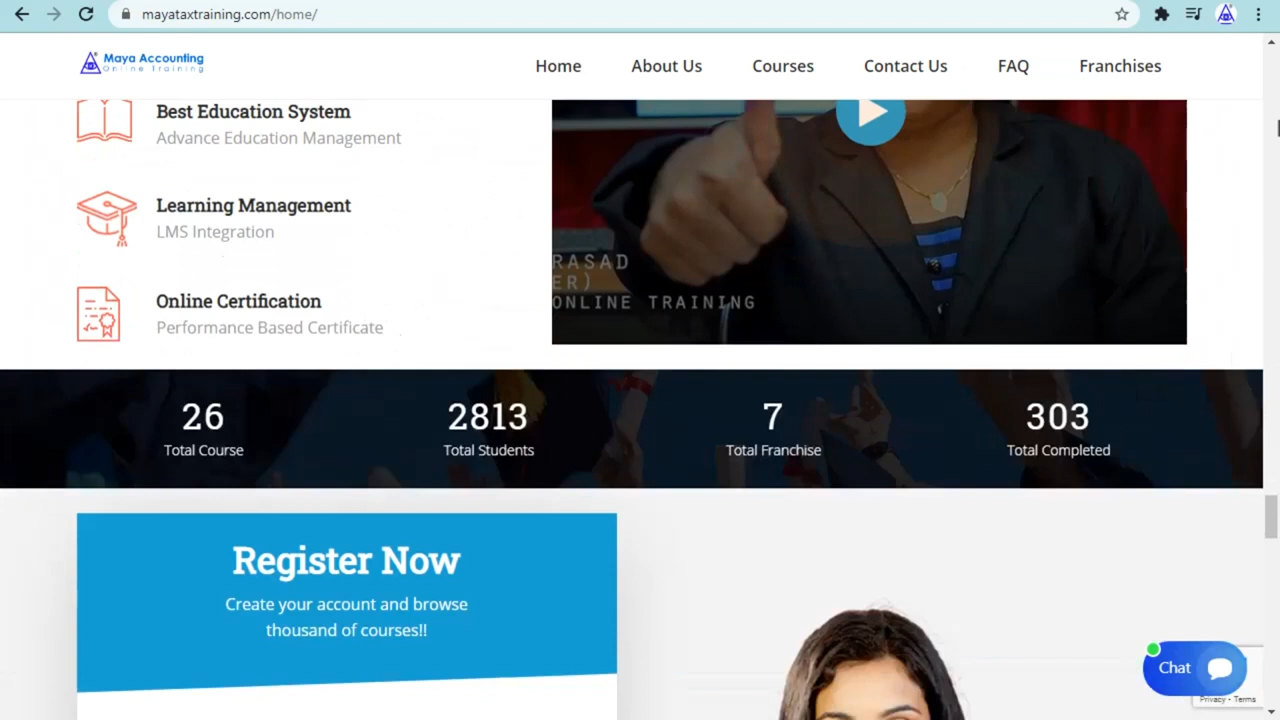 mayataxtraining.com/home/
Maya Accounting
Online Training
Home
About Us
Courses
Contact Us
FAQ
Franchises
Best Education System
Advance Education Management
Learning Management
LMS Integration
Online Certification
Performance Based Certificate
RASAD
ER)
ONLINE TRAINING
26
Total Course
2813
Total Students
7
Total Franchise
303
Total Completed
Register Now
Create your account and browse
thousand of courses!!
Chat
Privacy - Terms